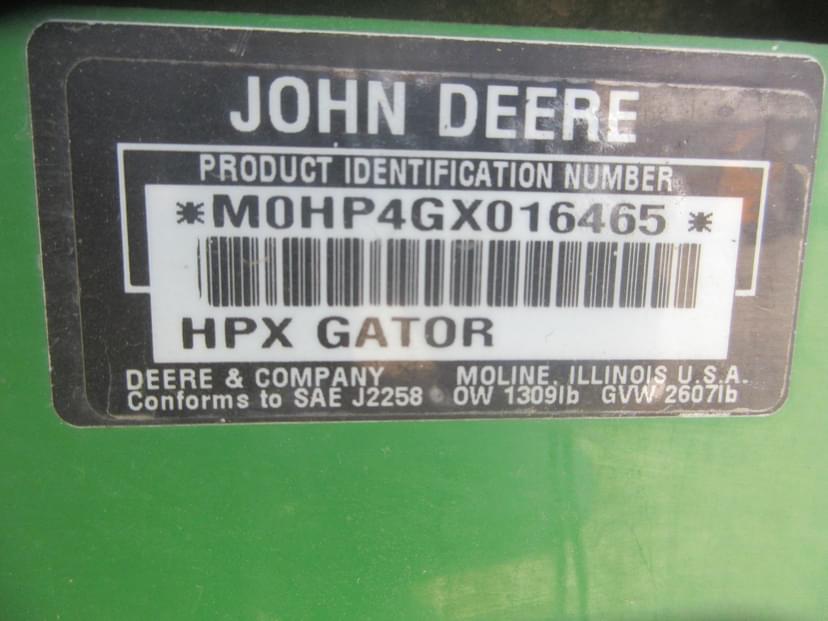 JOHN DEERE
PRODUCT IDENTIFICATION NUMBER
*M0HP4GX016465*
HPX GATOR
DEERE & COMPANY MOLINE, ILLINOIS U.S.A.
Conforms to SAE J2258 OW 1309lb GVW 2607lb